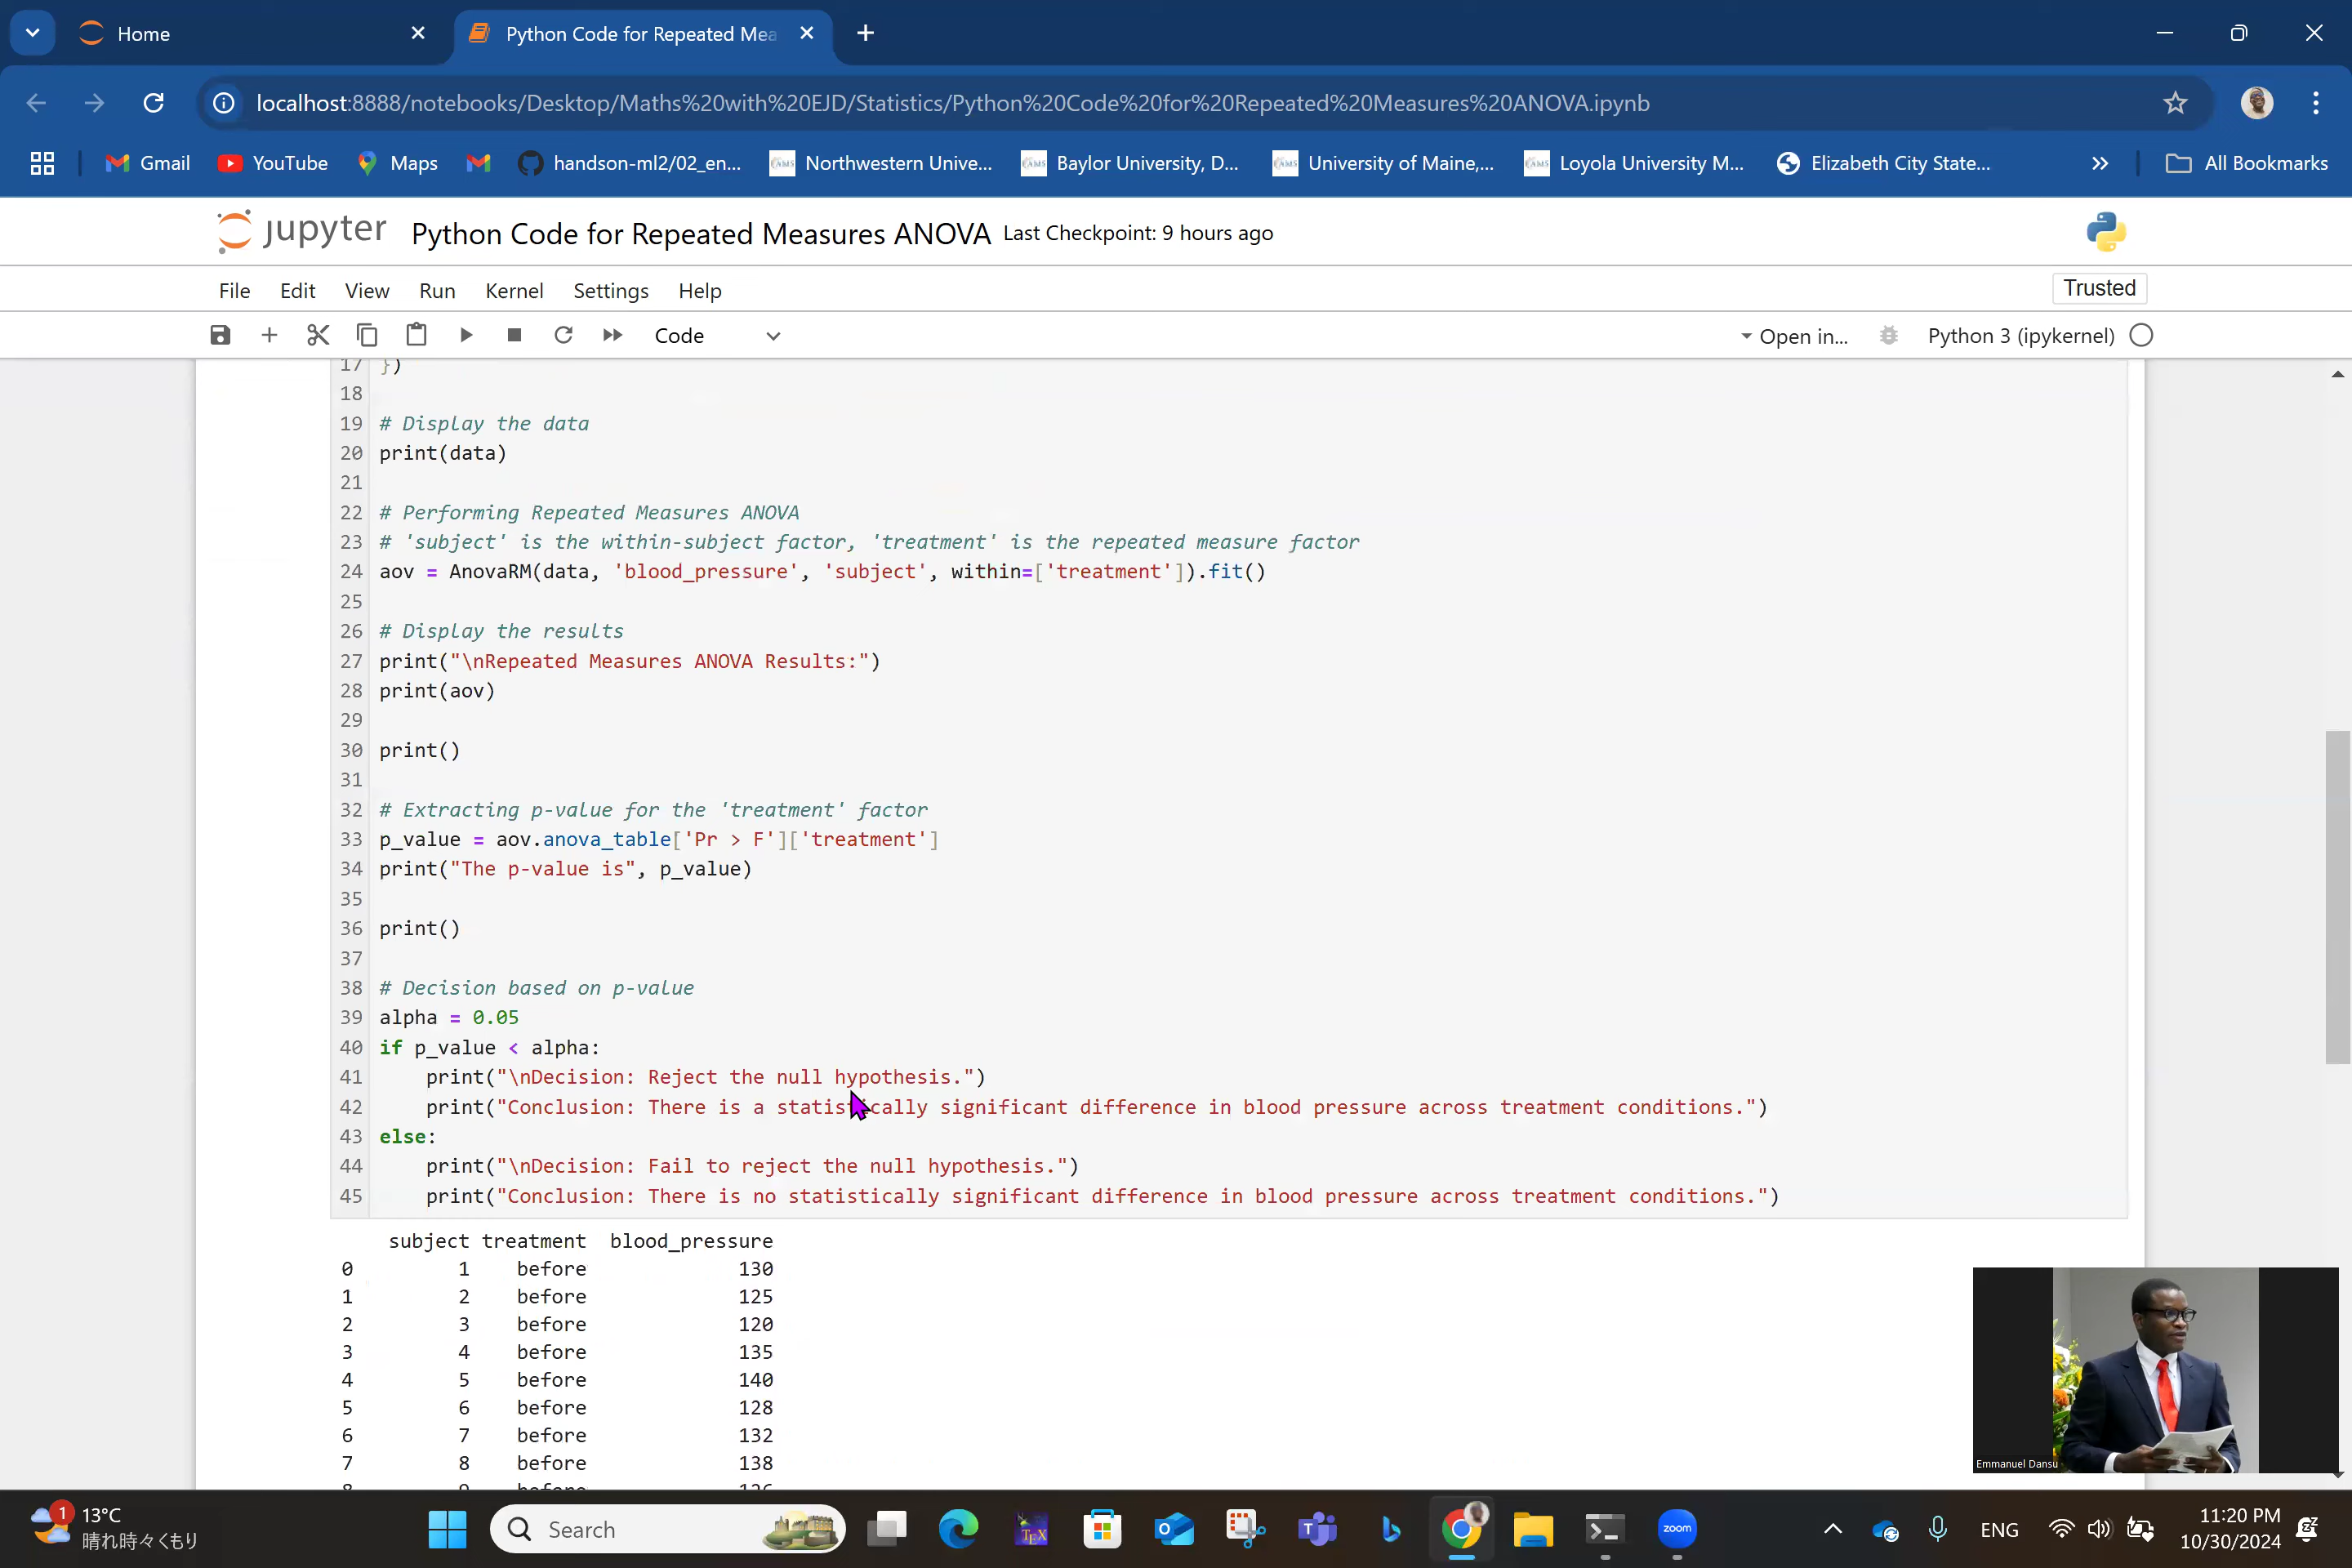 Home
Python Code for Repeated Mea
localhost:8888/notebooks/Desktop/Maths%20with%20EJD/Statistics/Python%20Code%20for%20Repeated%20Measures%20ANOVA.ipynb
Gmail YouTube Maps handson-ml2/02_en... Northwestern Unive... Baylor University, D... University of Maine,... Loyola University M... Elizabeth City State... All Bookmarks
jupyter Python Code for Repeated Measures ANOVA Last Checkpoint: 9 hours ago
File Edit View Run Kernel Settings Help Trusted
Code Open in... Python 3 (ipykernel)
17 })
18
19 # Display the data
20 print(data)
21
22 # Performing Repeated Measures ANOVA
23 # 'subject' is the within-subject factor, 'treatment' is the repeated measure factor
24 aov = AnovaRM(data, 'blood_pressure', 'subject', within=['treatment']).fit()
25
26 # Display the results
27 print("\nRepeated Measures ANOVA Results:")
28 print(aov)
29
30 print()
31
32 # Extracting p-value for the 'treatment' factor
33 p_value = aov.anova_table['Pr > F']['treatment']
34 print("The p-value is", p_value)
35
36 print()
37
38 # Decision based on p-value
39 alpha = 0.05
40 if p_value < alpha:
41 print("\nDecision: Reject the null hypothesis.")
42 print("Conclusion: There is a statistically significant difference in blood pressure across treatment conditions.")
43 else:
44 print("\nDecision: Fail to reject the null hypothesis.")
45 print("Conclusion: There is no statistically significant difference in blood pressure across treatment conditions.")
subject treatment blood_pressure
0 1 before 130
1 2 before 125
2 3 before 120
3 4 before 135
4 5 before 140
5 6 before 128
6 7 before 132
7 8 before 138
Emmanuel Dansu
1 13°C
晴れ時々くもり
Search
TEX
zoom
ENG
11:20 PM
10/30/2024